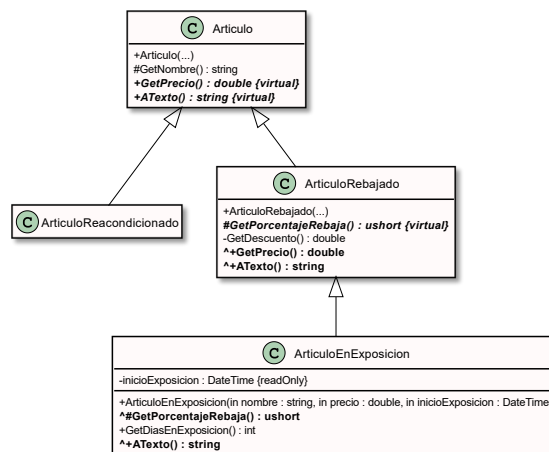 C Articulo
+Articulo(...)
#GetNombre() : string
+GetPrecio() : double {virtual}
+ATexto() : string {virtual}
C ArticuloReacondicionado
C ArticuloRebajado
+ArticuloRebajado(...)
#GetPorcentajeRebaja() : ushort {virtual}
-GetDescuento() : double
^+GetPrecio() : double
^+ATexto() : string
C ArticuloEnExposicion
-inicioExposicion : DateTime {readOnly}
+ArticuloEnExposicion(in nombre : string, in precio : double, in inicioExposicion : DateTime
^#GetPorcentajeRebaja() : ushort
+GetDiasEnExposicion() : int
^+ATexto() : string